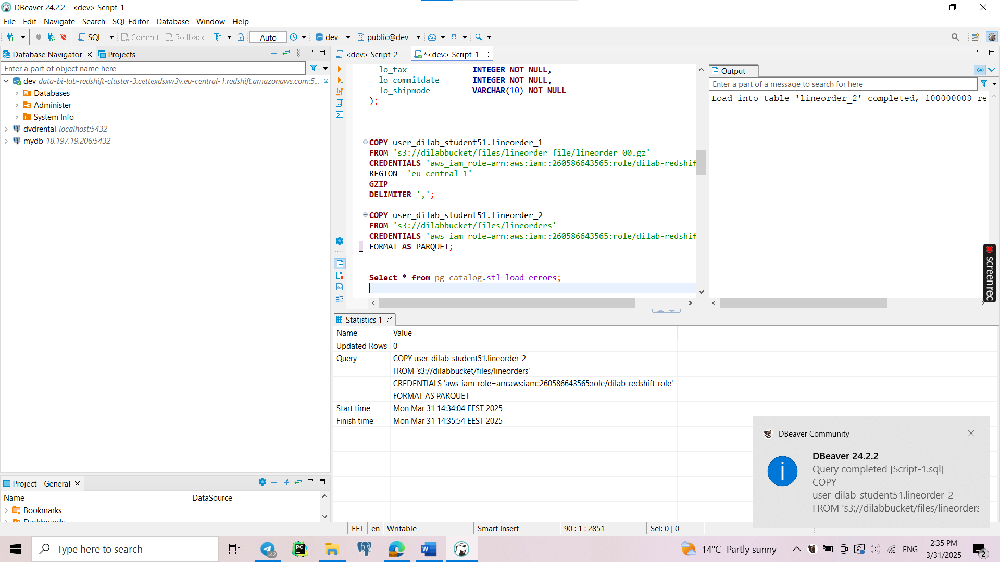 DBeaver 24.2.2 - <dev> Script-1
File Edit Navigate Search SQL Editor Database Window Help
SQL Commit Rollback Auto dev public@dev
Database Navigator Projects
Enter a part of object name here
dev data-bi-lab-redshift-cluster-3.cettexdsxw3v.eu-central-1.redshift.amazonaws.com:5...
Databases
Administer
System Info
dvdrental localhost:5432
mydb 18.197.19.206:5432
Project - General
Name DataSource
Bookmarks
Dashboards
<dev> Script-2 *<dev> Script-1
lo_tax INTEGER NOT NULL,
lo_commitdate INTEGER NOT NULL,
lo_shipmode VARCHAR(10) NOT NULL
);
COPY user_dilab_student51.lineorder_1
FROM 's3://dilabbucket/files/lineorder_file/lineorder_00.gz'
CREDENTIALS 'aws_iam_role=arn:aws:iam::260586643565:role/dilab-redshif
REGION 'eu-central-1'
GZIP
DELIMITER ',';
COPY user_dilab_student51.lineorder_2
FROM 's3://dilabbucket/files/lineorders'
CREDENTIALS 'aws_iam_role=arn:aws:iam::260586643565:role/dilab-redshif
FORMAT AS PARQUET;
Select * from pg_catalog.stl_load_errors;
Output
Enter a part of a message to search for here
Load into table 'lineorder_2' completed, 100000008 re
screenrec
Statistics 1
Name Value
Updated Rows 0
Query COPY user_dilab_student51.lineorder_2
FROM 's3://dilabbucket/files/lineorders'
CREDENTIALS 'aws_iam_role=arn:aws:iam::260586643565:role/dilab-redshift-role'
FORMAT AS PARQUET
Start time Mon Mar 31 14:34:04 EEST 2025
Finish time Mon Mar 31 14:35:54 EEST 2025
DBeaver Community
DBeaver 24.2.2
Query completed [Script-1.sql]
COPY
user_dilab_student51.lineorder_2
FROM 's3://dilabbucket/files/lineorders
EET en Writable Smart Insert 90 : 1 : 2851 Sel: 0 | 0
Type here to search
42
PC
14°C Partly sunny
ENG
2:35 PM
3/31/2025
2